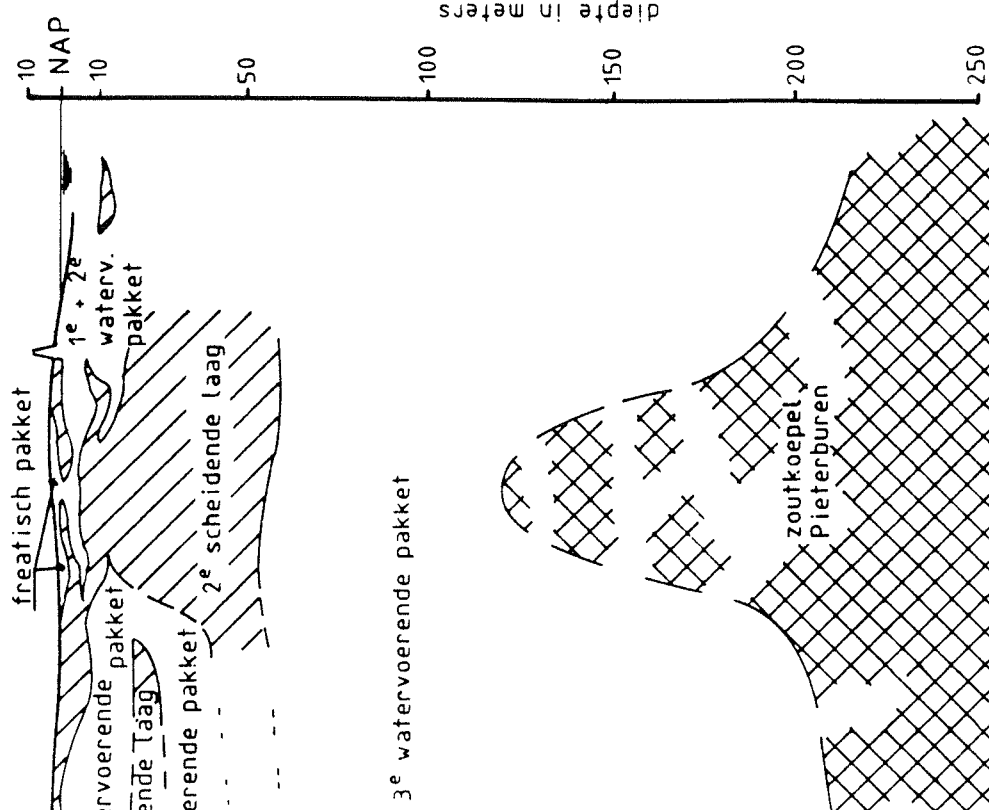 10
NAP
10
50
100
150
200
250
diepte in meters
freatisch pakket
1e + 2e
waterv.
pakket
2e scheidende laag
rvoerende
pakket
ende laag
erende pakket
3e watervoerende pakket
zoutkoepel
Pieterburen